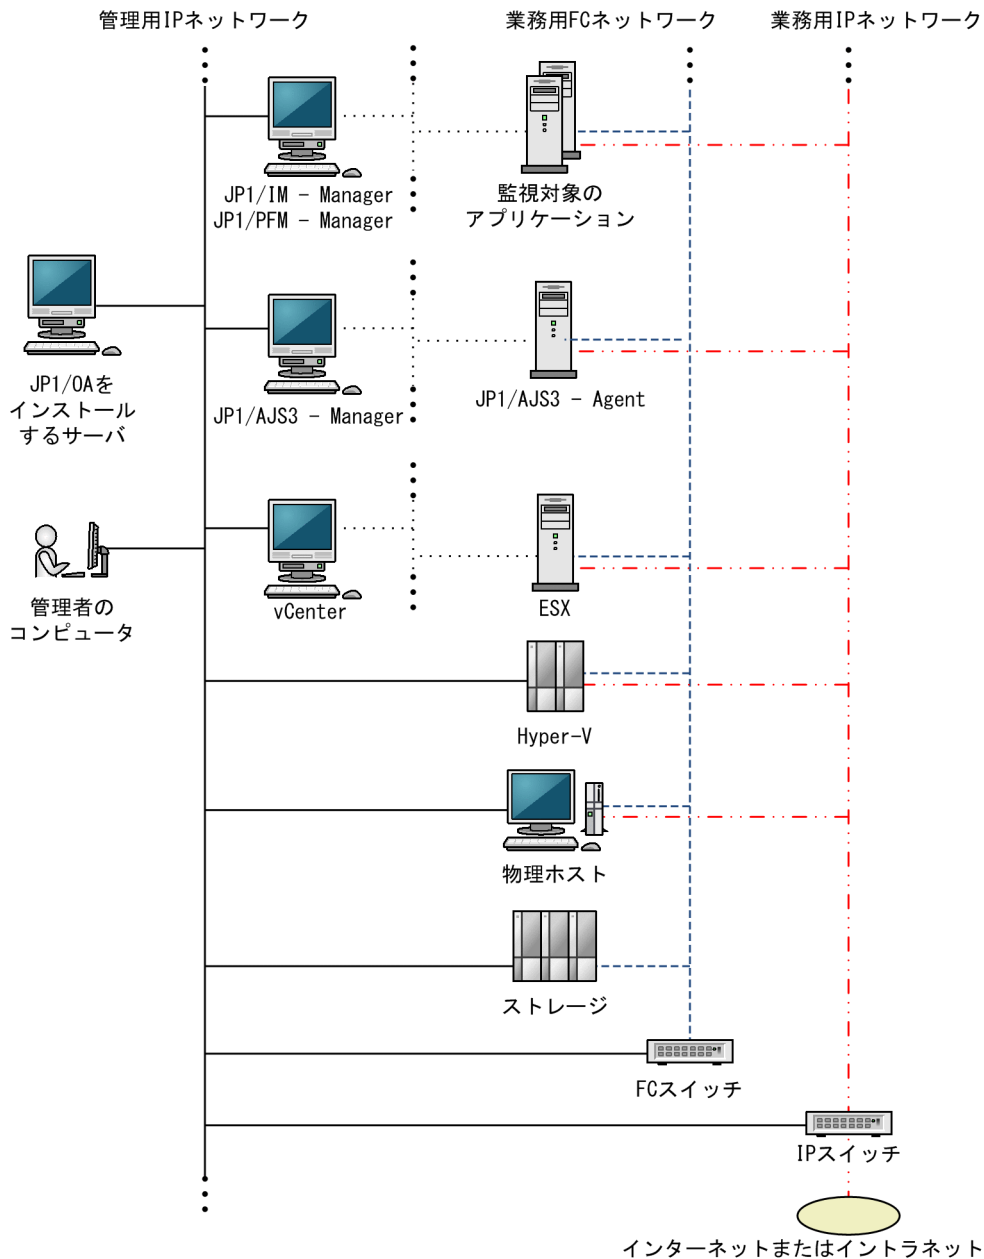 管理用IPネットワーク
業務用FCネットワーク
業務用IPネットワーク
JP1/IM - Manager
JP1/PFM - Manager
監視対象の
アプリケーション
JP1/OAを
インストール
するサーバ
JP1/AJS3 - Manager
JP1/AJS3 - Agent
管理者の
コンピュータ
vCenter
ESX
Hyper-V
物理ホスト
ストレージ
FCスイッチ
IPスイッチ
インターネットまたはイントラネット